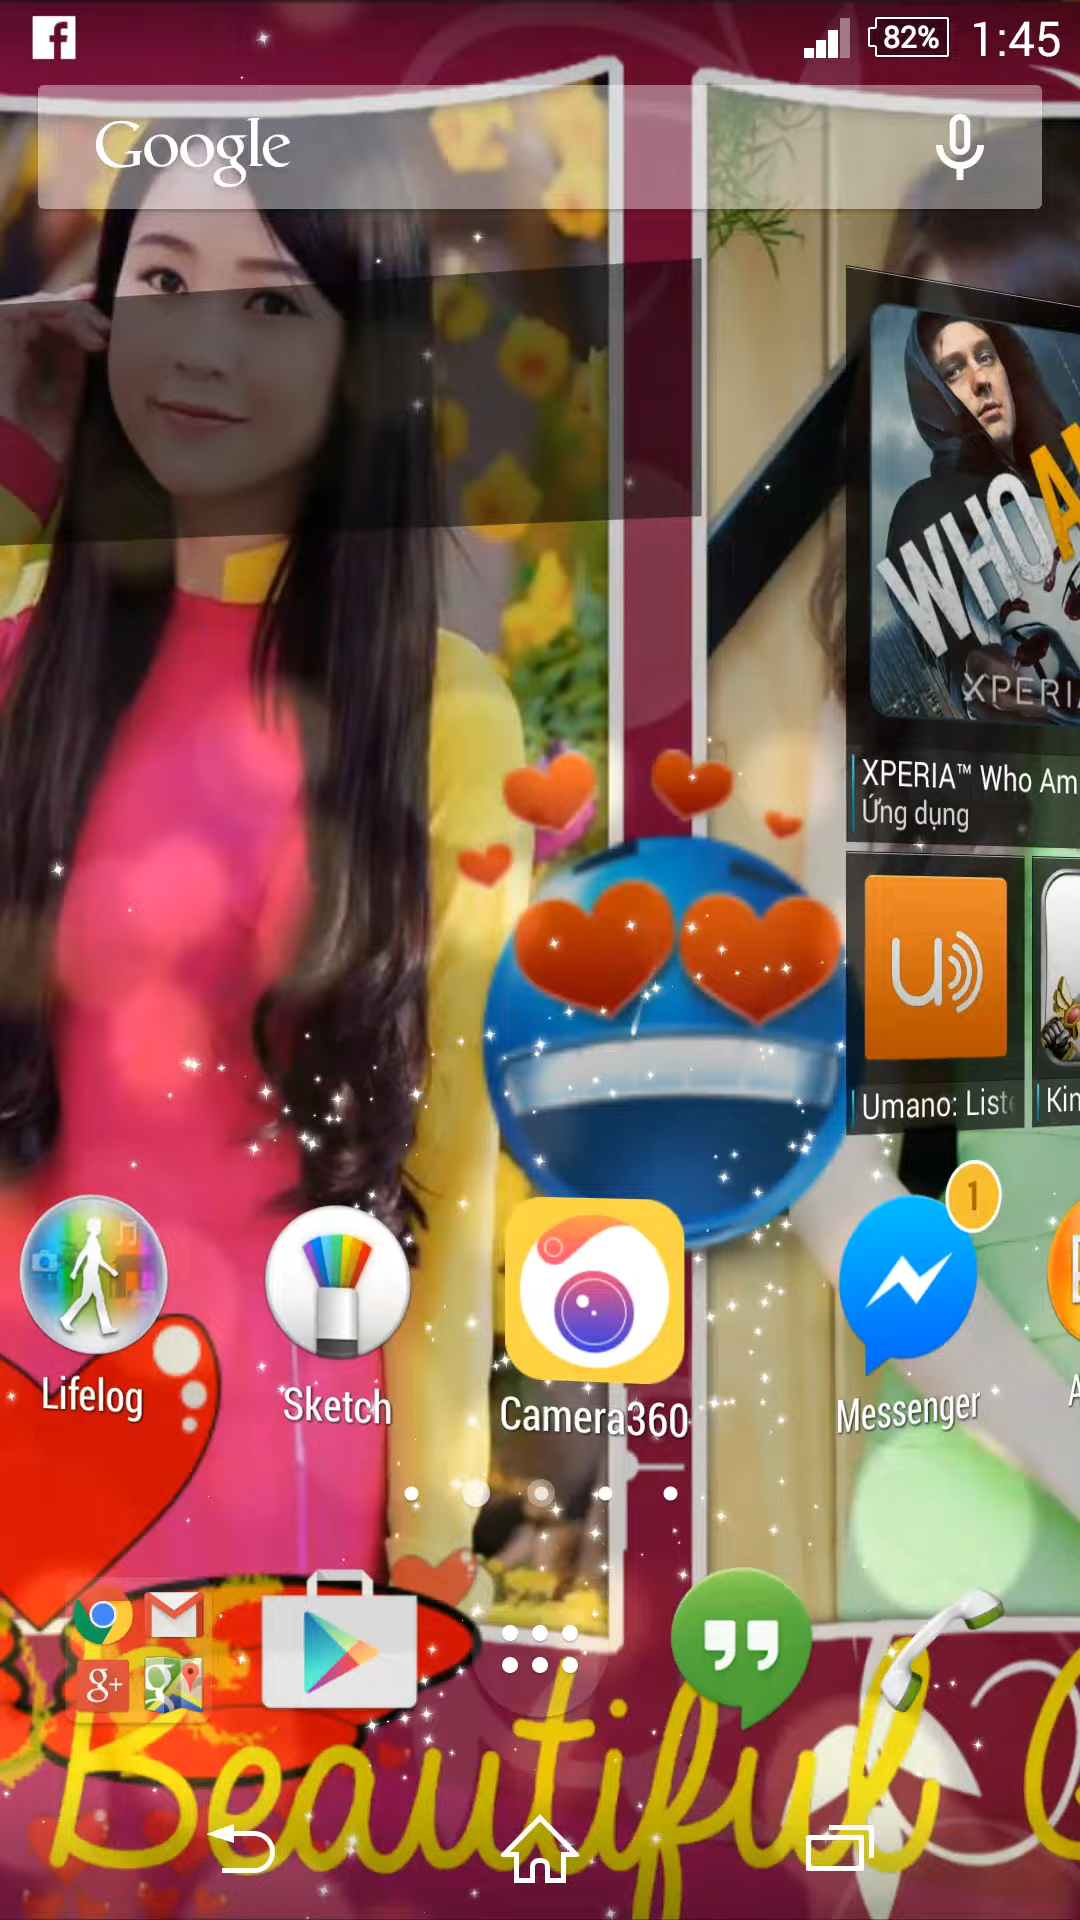 82% 1:45
Google
WHO A
XPERIA
XPERIA™ Who Am
Ứng dụng
Umano: List
Kin
1
Lifelog
Sketch
Camera360
Messenger
A
g+
Beautiful